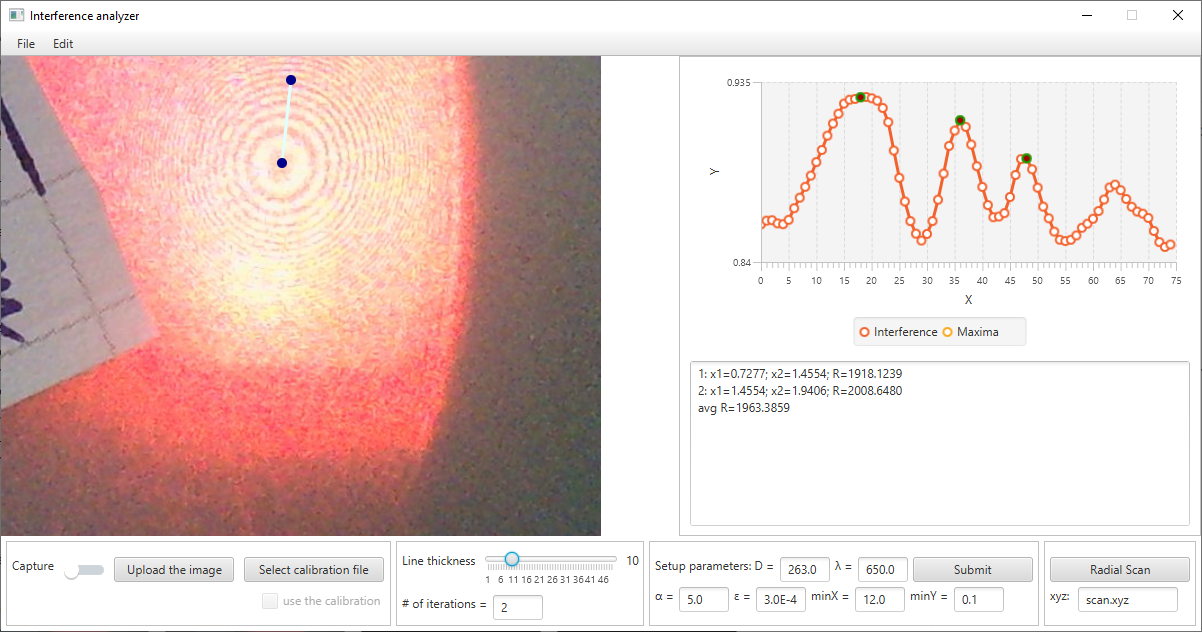 Interference analyzer
File Edit
0.935
Y
0.84
0 5 10 15 20 25 30 35 40 45 50 55 60 65 70 75
X
Interference Maxima
1: x1=0.7277; x2=1.4554; R=1918.1239
2: x1=1.4554; x2=1.9406; R=2008.6480
avg R=1963.3859
Capture Upload the image Select calibration file
use the calibration
Line thickness 10
1 6 11 16 21 26 31 36 41 46
# of iterations = 2
Setup parameters: D = 263.0 λ = 650.0 Submit
α = 5.0 ε = 3.0E-4 minX = 12.0 minY = 0.1
Radial Scan
xyz: scan.xyz